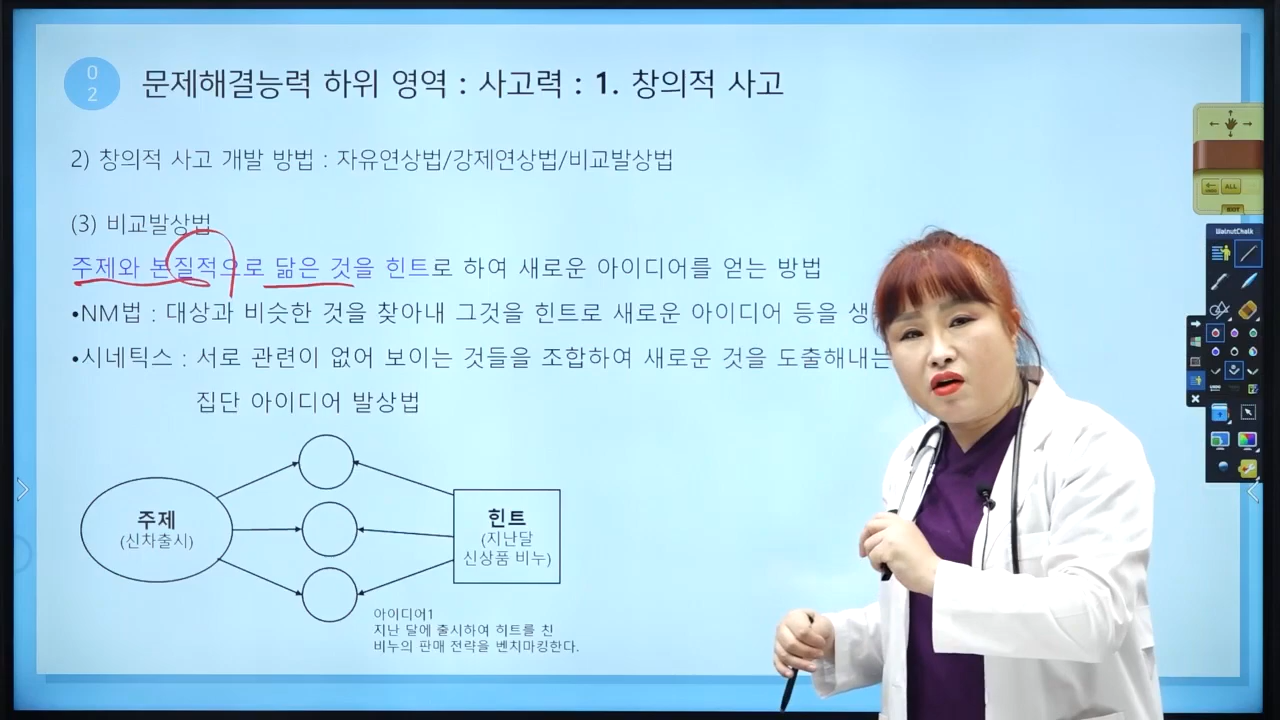 0
2
문제해결능력 하위 영역 : 사고력 : 1. 창의적 사고
2) 창의적 사고 개발 방법 : 자유연상법/강제연상법/비교발상법
(3) 비교발상법
주제와 본질적으로 닮은 것을 힌트로 하여 새로운 아이디어를 얻는 방법
•NM법 : 대상과 비슷한 것을 찾아내 그것을 힌트로 새로운 아이디어 등을
•시네틱스 : 서로 관련이 없어 보이는 것들을 조합하여 새로운 것을 도출해내는
집단 아이디어 발상법
주제
(신차출시)
힌트
(지난달
신상품 비누)
아이디어1
지난 달에 출시하여 히트를 친
비누의 판매 전략을 벤치마킹한다.
ALL
EXIT
WalnutChalk